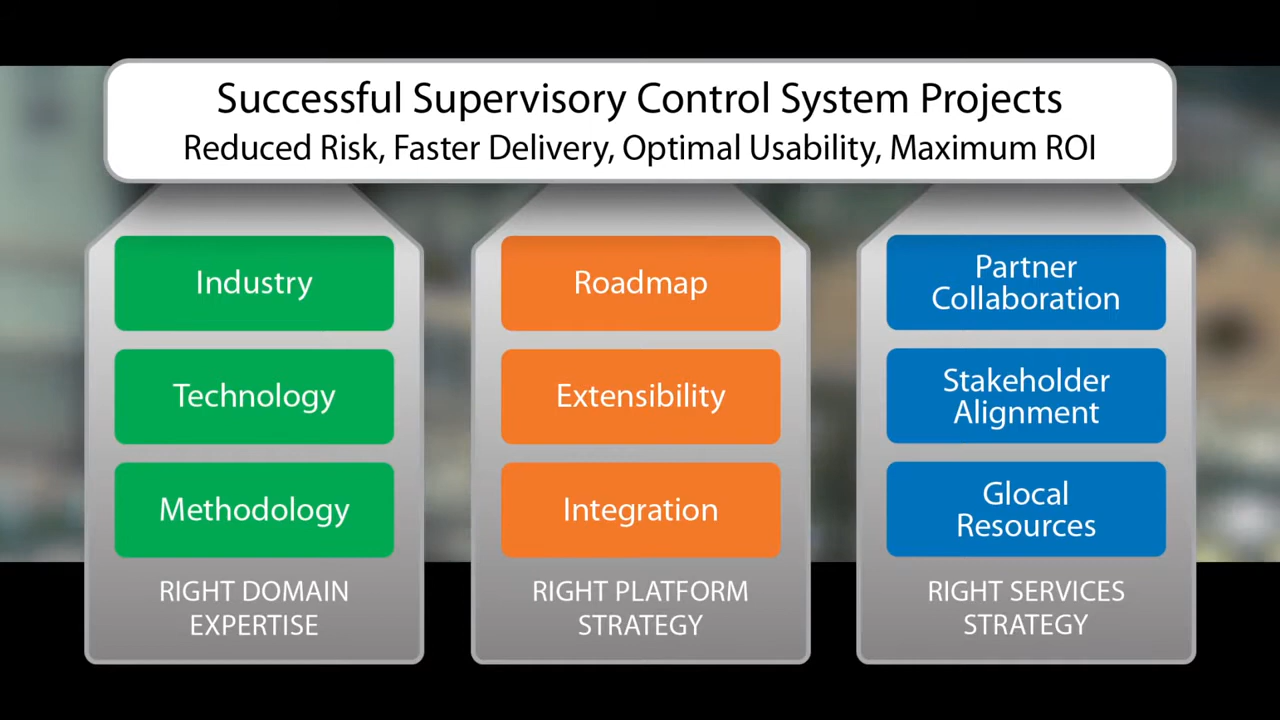 Successful Supervisory Control System Projects
Reduced Risk, Faster Delivery, Optimal Usability, Maximum ROI
Industry
Technology
Methodology
RIGHT DOMAIN
EXPERTISE
Roadmap
Extensibility
Integration
RIGHT PLATFORM
STRATEGY
Partner
Collaboration
Stakeholder
Alignment
Glocal
Resources
RIGHT SERVICES
STRATEGY